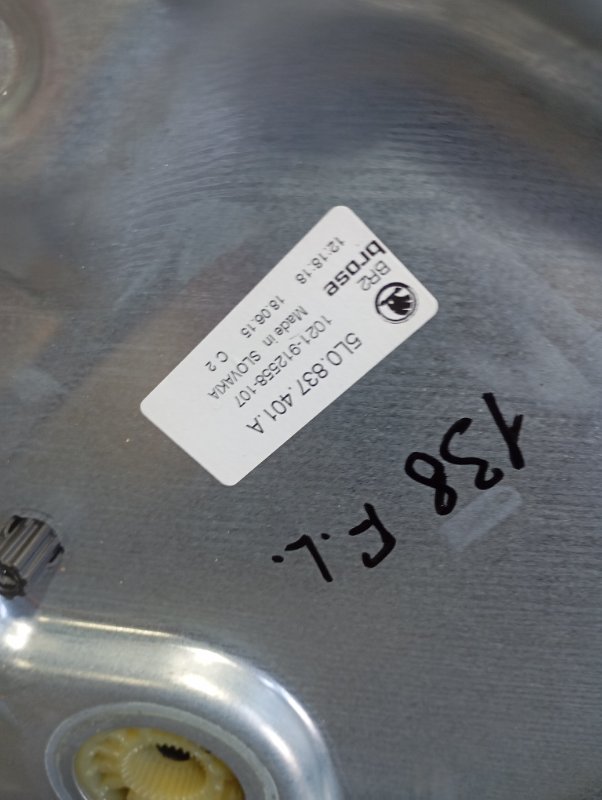 BR2
brose
12:18:18
5L0.837.401.A
1021-912558-107
Made in SLOVAKIA
18.06.15 C 2
138 F.L.